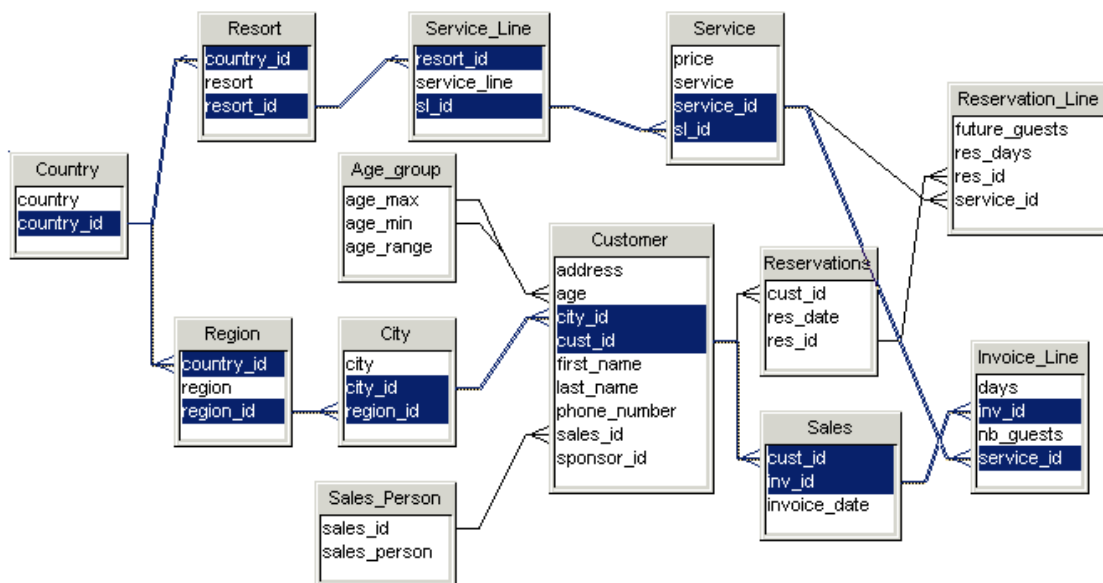 Resort
country_id
resort
resort_id
Service_Line
resort_id
service_line
sl_id
Service
price
service
service_id
sl_id
Reservation_Line
future_guests
res_days
res_id
service_id
Country
country
country_id
Age_group
age_max
age_min
age_range
Customer
address
age
city_id
cust_id
first_name
last_name
phone_number
sales_id
sponsor_id
Reservations
cust_id
res_date
res_id
Region
country_id
region
region_id
City
city
city_id
region_id
Invoice_Line
days
inv_id
nb_guests
service_id
Sales
cust_id
inv_id
invoice_date
Sales_Person
sales_id
sales_person